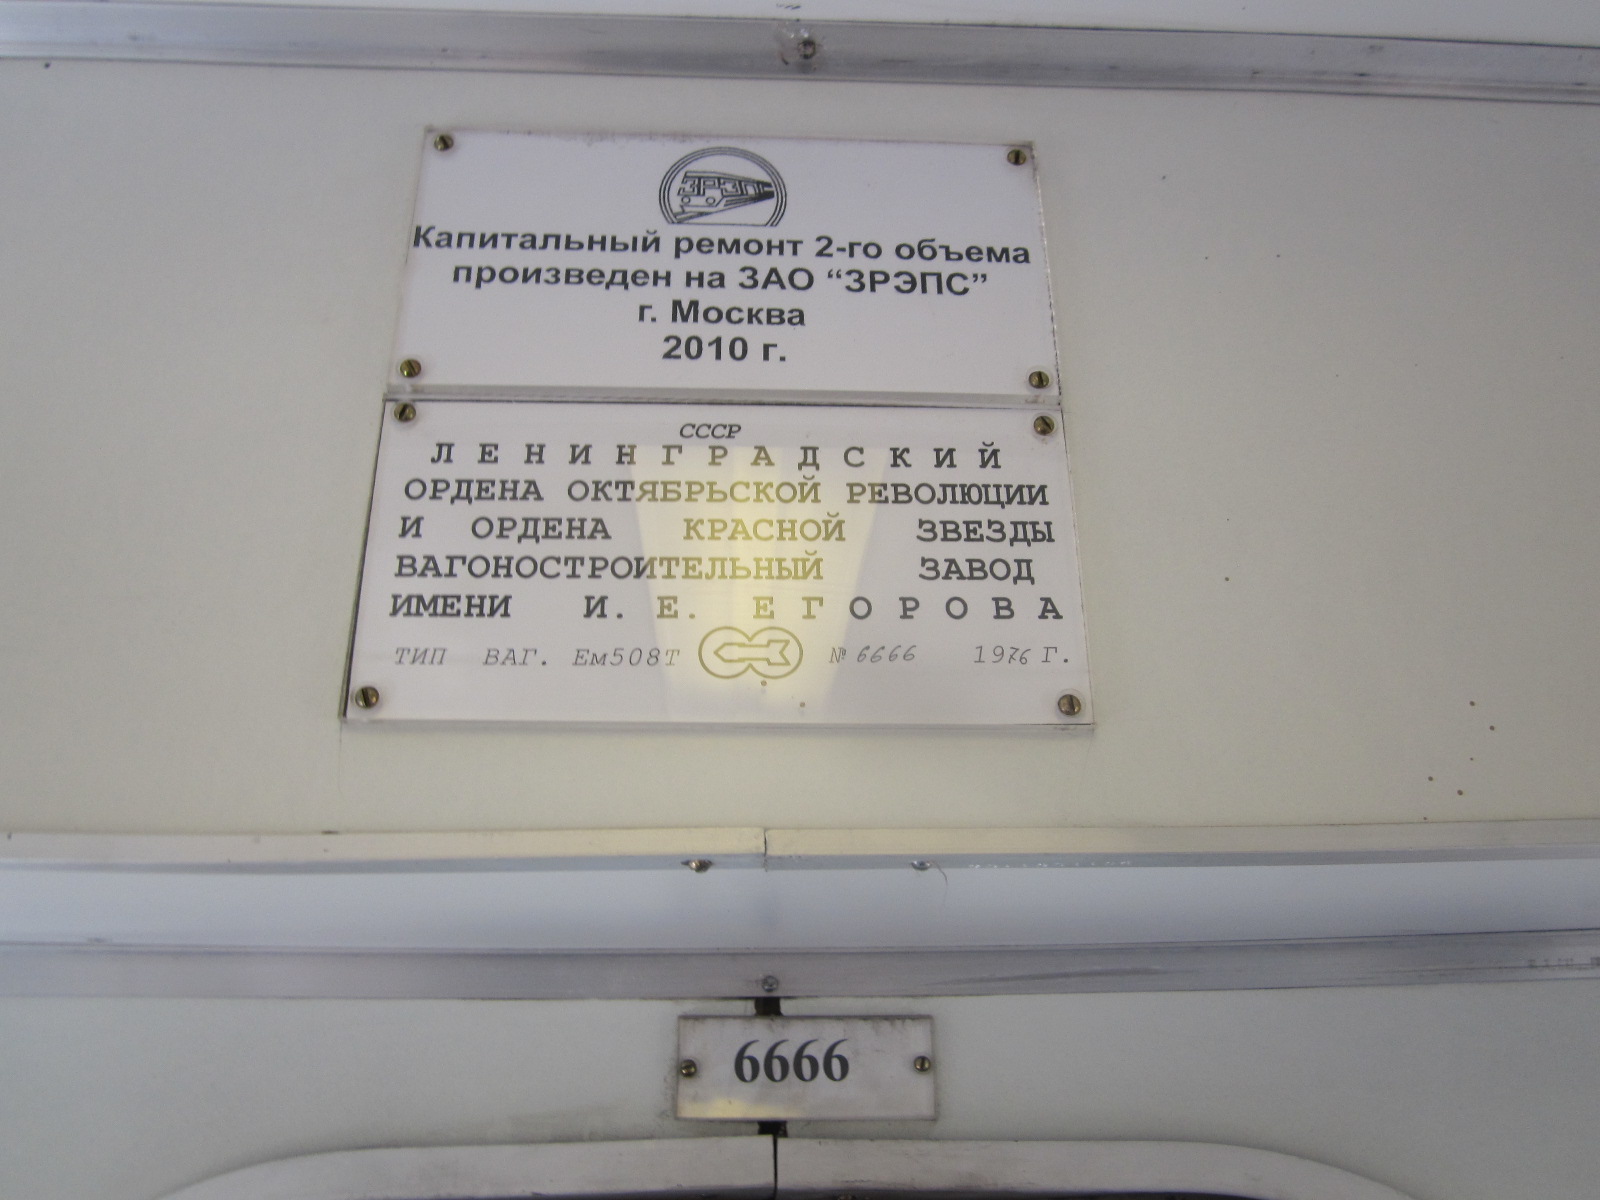 ЗРЭП
Капитальный ремонт 2-го объема
произведен на ЗАО “ЗРЭПС”
г. Москва
2010 г.
СССР
ЛЕНИНГРАДСКИЙ
ОРДЕНА ОКТЯБРЬСКОЙ РЕВОЛЮЦИИ
И ОРДЕНА КРАСНОЙ ЗВЕЗДЫ
ВАГОНОСТРОИТЕЛЬНЫЙ ЗАВОД
ИМЕНИ И. Е. ЕГОРОВА
ТИП ВАГ. Ем508Т № 6666 1976 Г.
6666